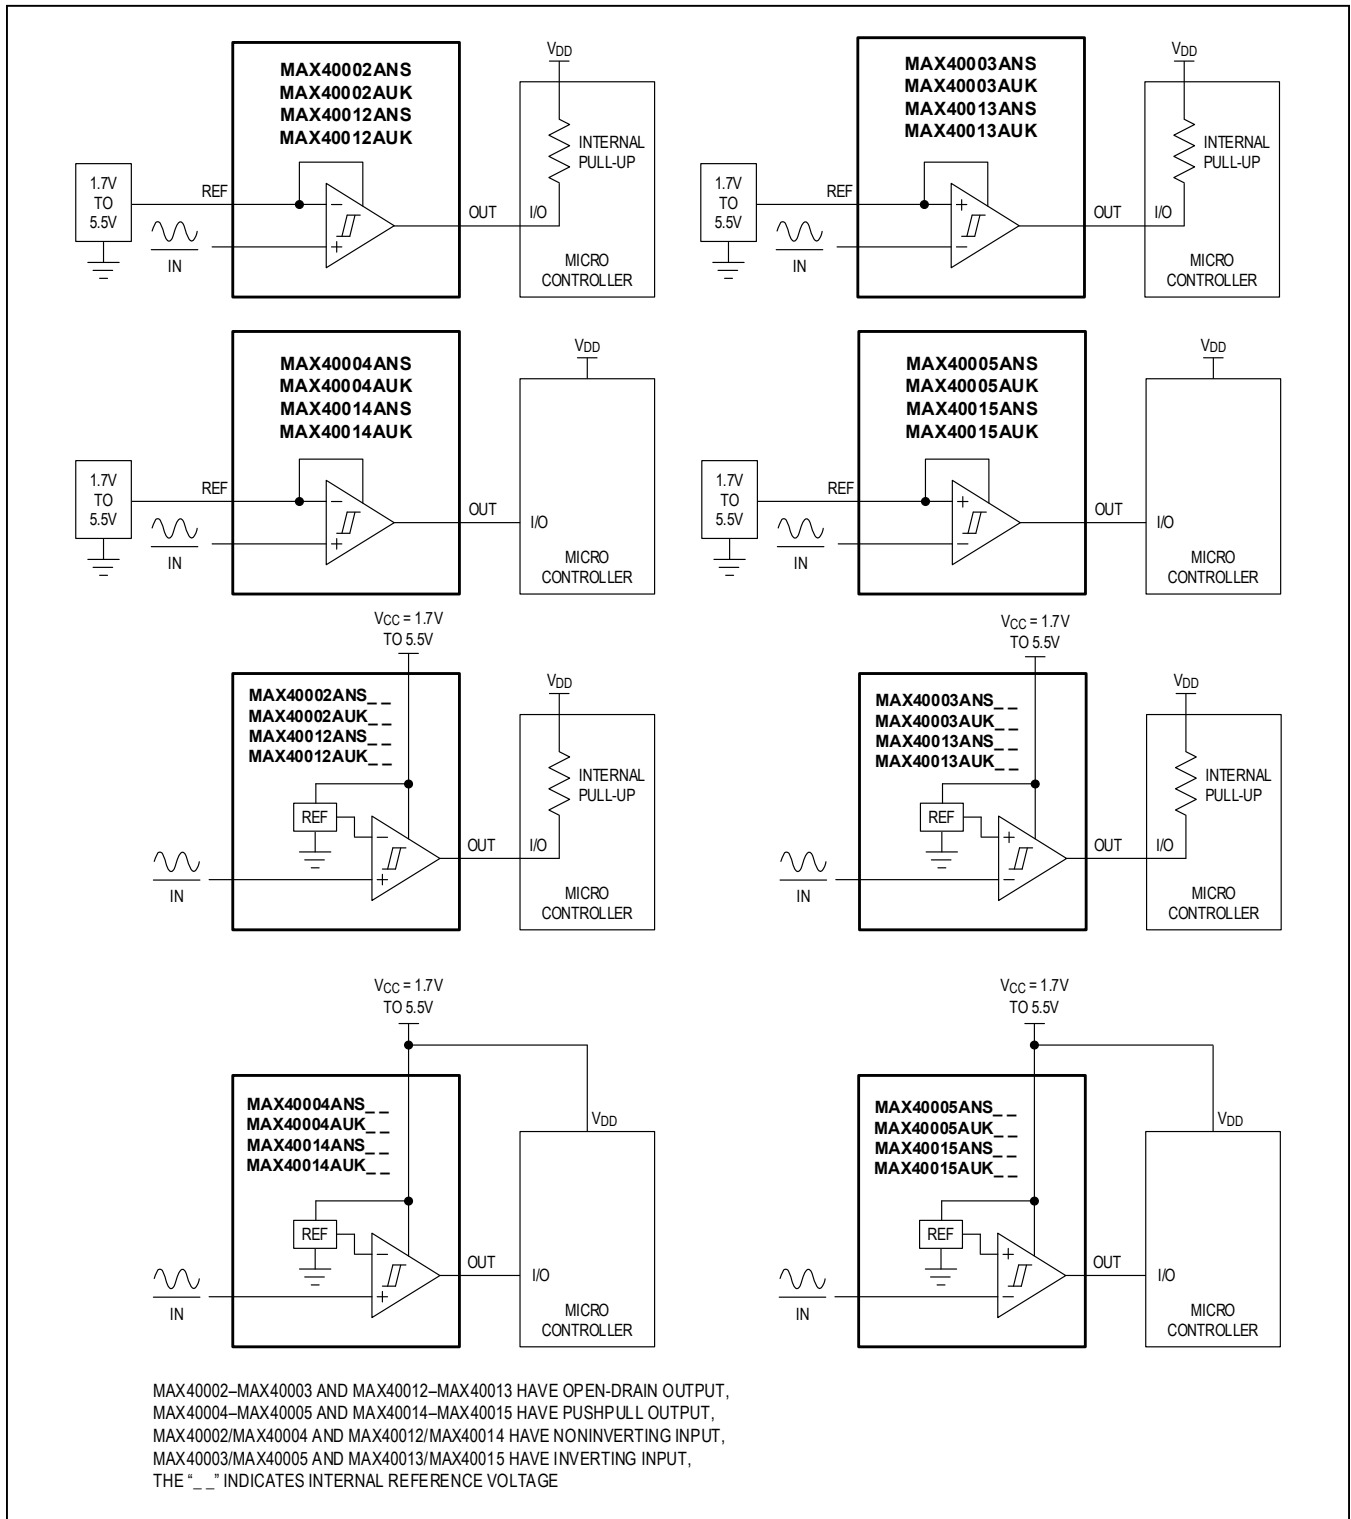 MAX40002ANS
MAX40002AUK
MAX40012ANS
MAX40012AUK
1.7V
TO
5.5V
REF
IN
−
+
OUT
VDD
I/O
INTERNAL
PULL-UP
MICRO
CONTROLLER
MAX40003ANS
MAX40003AUK
MAX40013ANS
MAX40013AUK
1.7V
TO
5.5V
REF
IN
+
−
OUT
VDD
I/O
INTERNAL
PULL-UP
MICRO
CONTROLLER
MAX40004ANS
MAX40004AUK
MAX40014ANS
MAX40014AUK
1.7V
TO
5.5V
REF
IN
−
+
OUT
VDD
I/O
MICRO
CONTROLLER
MAX40005ANS
MAX40005AUK
MAX40015ANS
MAX40015AUK
1.7V
TO
5.5V
REF
IN
+
−
OUT
VDD
I/O
MICRO
CONTROLLER
VCC = 1.7V
TO 5.5V
MAX40002ANS_ _
MAX40002AUK_ _
MAX40012ANS_ _
MAX40012AUK_ _
REF
IN
−
+
OUT
VDD
I/O
INTERNAL
PULL-UP
MICRO
CONTROLLER
VCC = 1.7V
TO 5.5V
MAX40003ANS_ _
MAX40003AUK_ _
MAX40013ANS_ _
MAX40013AUK_ _
REF
IN
+
−
OUT
VDD
I/O
INTERNAL
PULL-UP
MICRO
CONTROLLER
VCC = 1.7V
TO 5.5V
MAX40004ANS_ _
MAX40004AUK_ _
MAX40014ANS_ _
MAX40014AUK_ _
REF
IN
−
+
OUT
VDD
I/O
MICRO
CONTROLLER
VCC = 1.7V
TO 5.5V
MAX40005ANS_ _
MAX40005AUK_ _
MAX40015ANS_ _
MAX40015AUK_ _
REF
IN
+
−
OUT
VDD
I/O
MICRO
CONTROLLER
MAX40002–MAX40003 AND MAX40012–MAX40013 HAVE OPEN-DRAIN OUTPUT,
MAX40004–MAX40005 AND MAX40014–MAX40015 HAVE PUSHPULL OUTPUT,
MAX40002/MAX40004 AND MAX40012/MAX40014 HAVE NONINVERTING INPUT,
MAX40003/MAX40005 AND MAX40013/MAX40015 HAVE INVERTING INPUT,
THE “_ _” INDICATES INTERNAL REFERENCE VOLTAGE